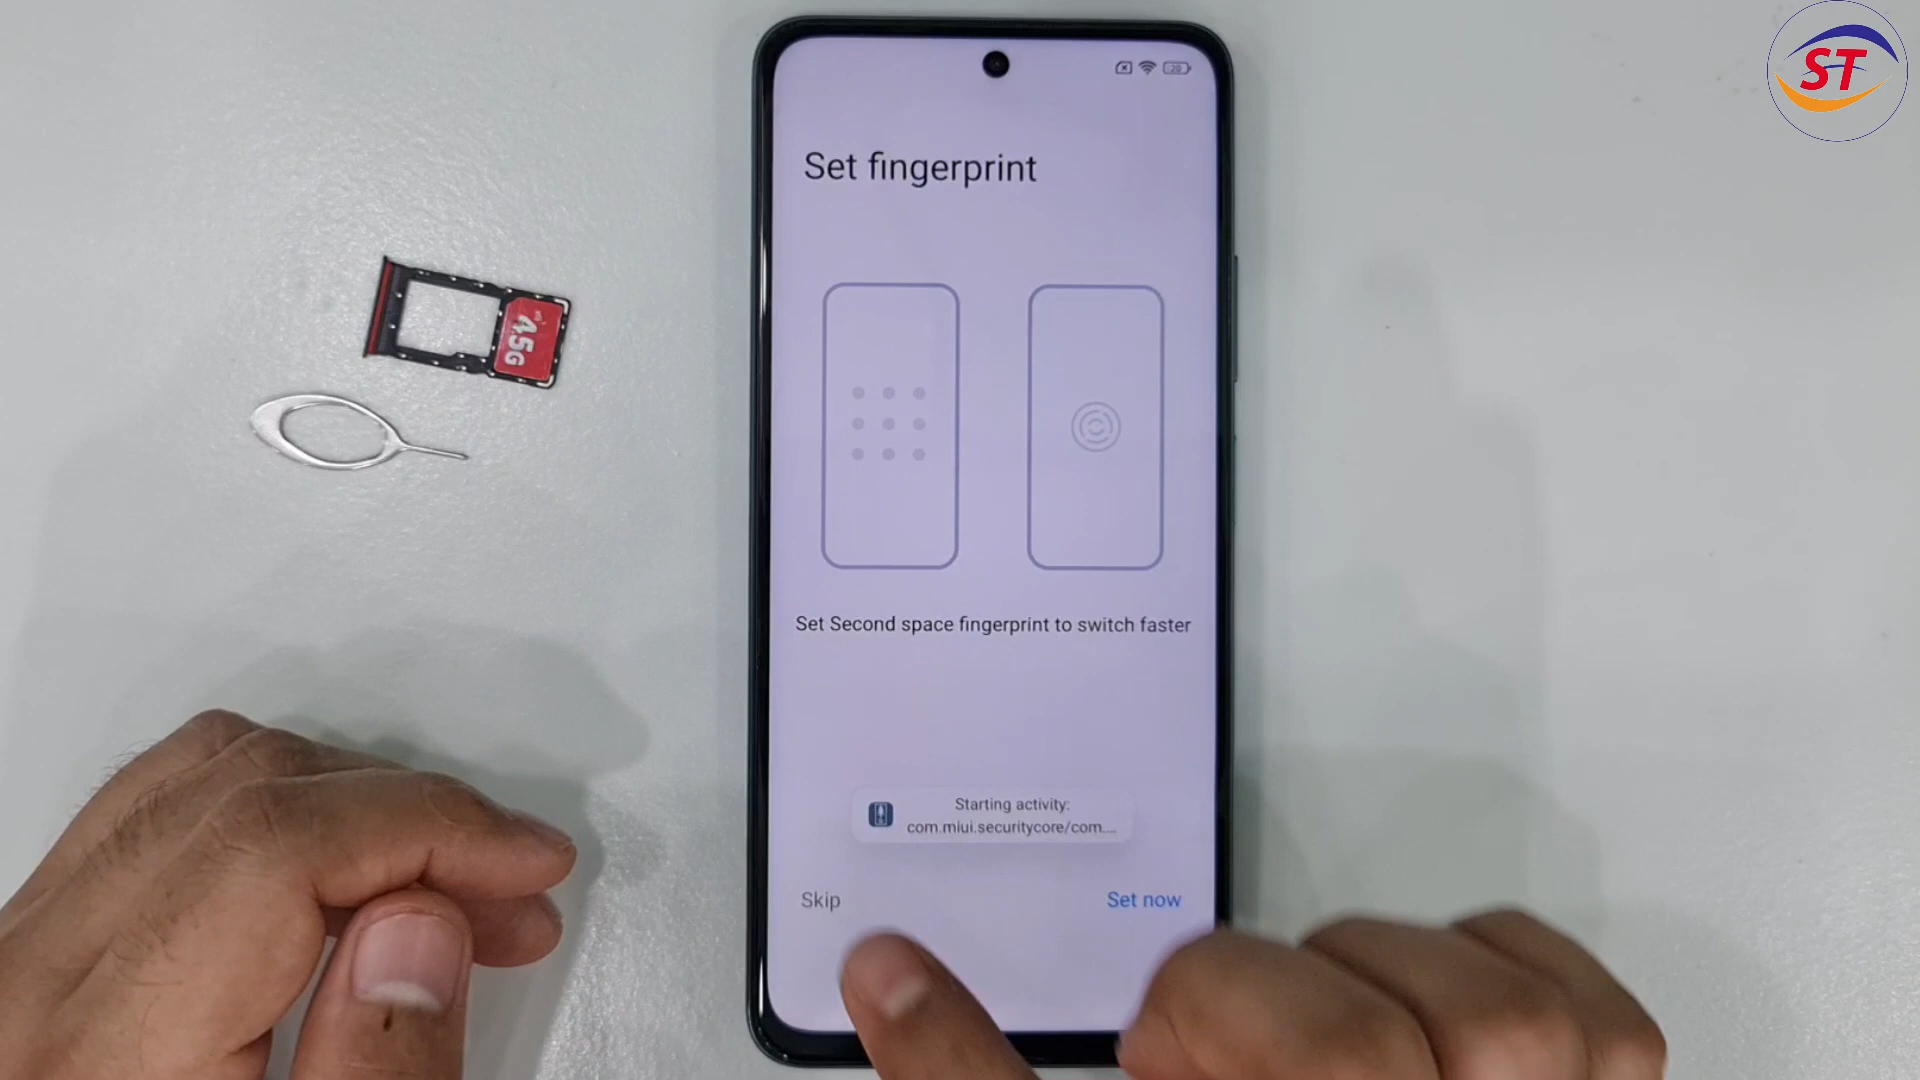 ST
20
Set fingerprint
4.5G
Set Second space fingerprint to switch faster
Starting activity:
com.miui.securitycore/com....
Skip
Set now